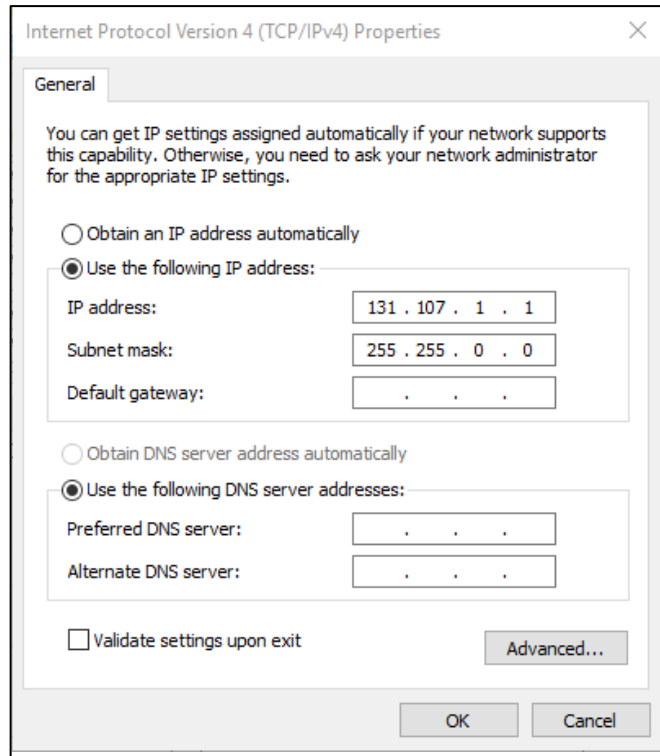 Internet Protocol Version 4 (TCP/IPv4) Properties
General
You can get IP settings assigned automatically if your network supports
this capability. Otherwise, you need to ask your network administrator
for the appropriate IP settings.
Obtain an IP address automatically
Use the following IP address:
IP address: 131 . 107 . 1 . 1
Subnet mask: 255 . 255 . 0 . 0
Default gateway: . . .
Obtain DNS server address automatically
Use the following DNS server addresses:
Preferred DNS server: . . .
Alternate DNS server: . . .
Validate settings upon exit
Advanced...
OK Cancel